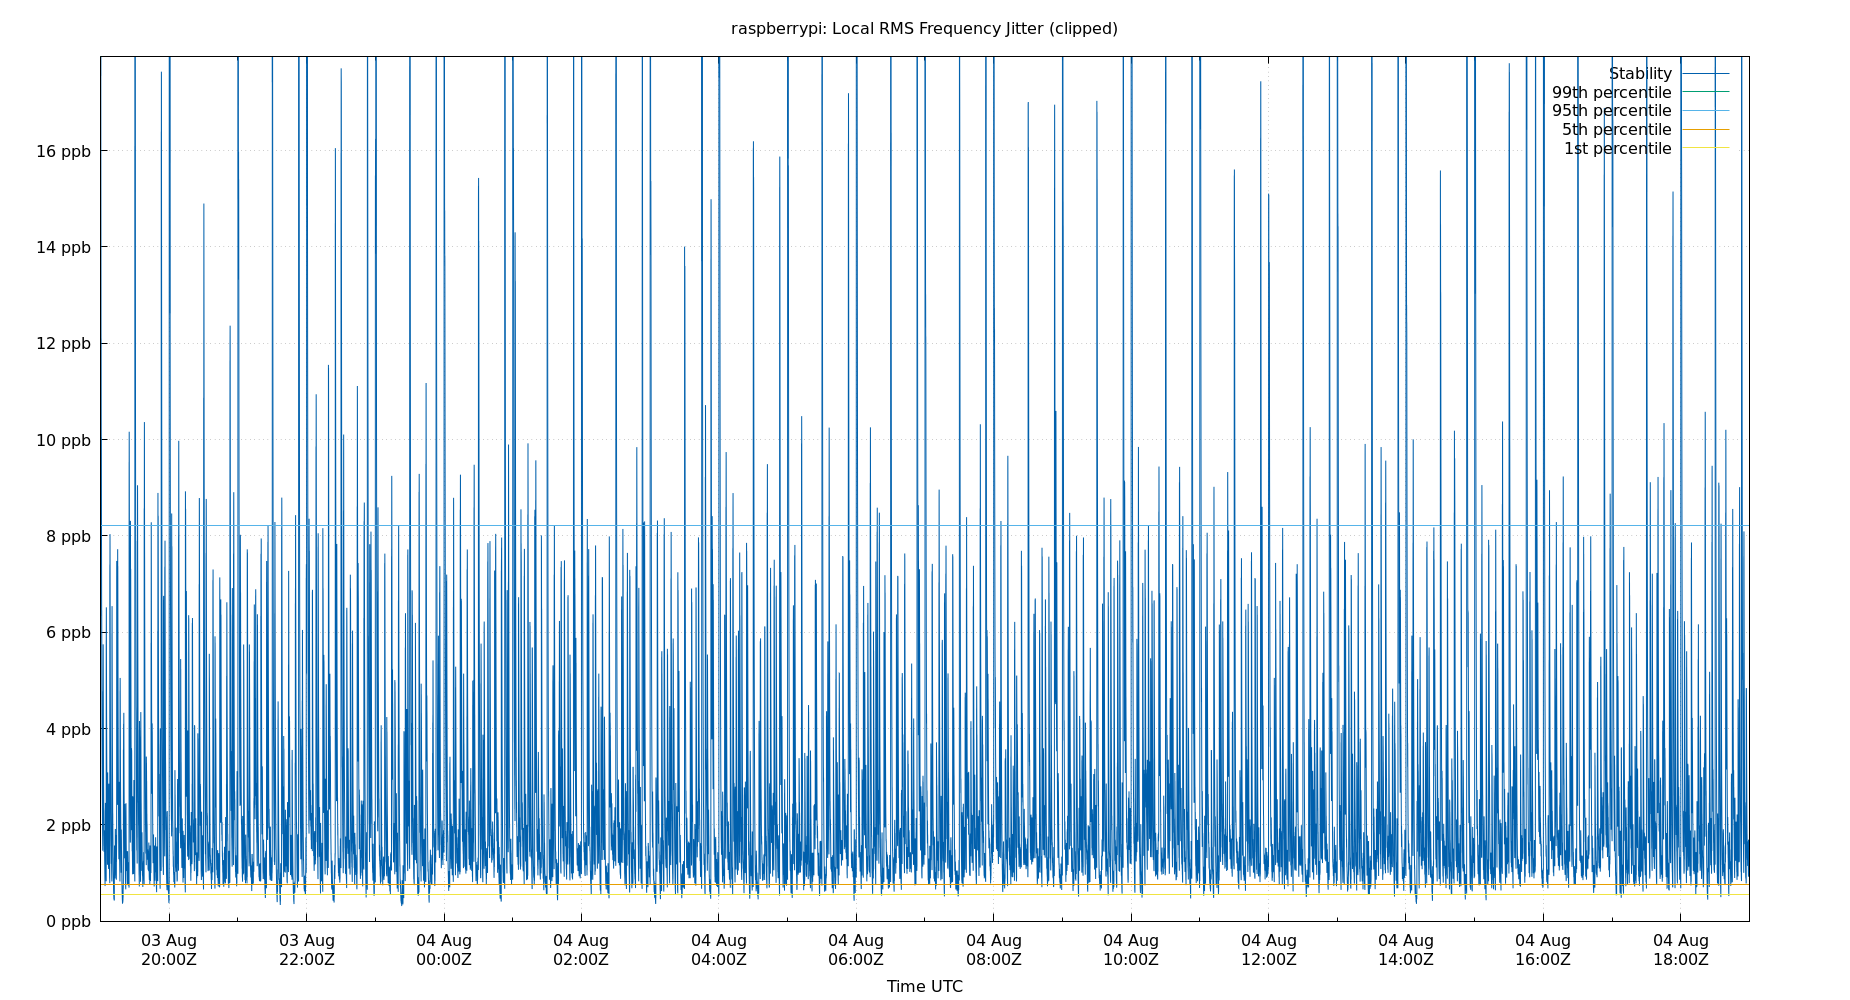 raspberrypi: Local RMS Frequency Jitter (clipped)
Stability
99th percentile
95th percentile
5th percentile
1st percentile
16 ppb
14 ppb
12 ppb
10 ppb
8 ppb
6 ppb
4 ppb
2 ppb
0 ppb
03 Aug 03 Aug 04 Aug 04 Aug 04 Aug 04 Aug 04 Aug 04 Aug 04 Aug 04 Aug 04 Aug 04 Aug
20:00Z 22:00Z 00:00Z 02:00Z 04:00Z 06:00Z 08:00Z 10:00Z 12:00Z 14:00Z 16:00Z 18:00Z
Time UTC